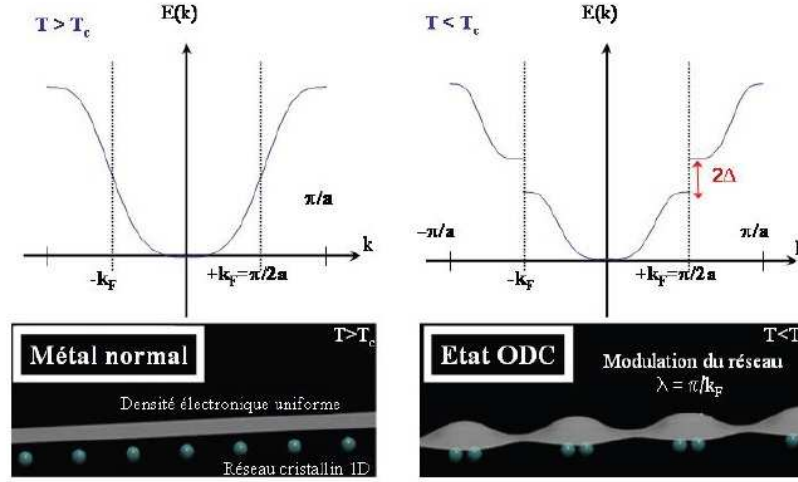 T > Tc
E(k)
π/a
k
-kF
+kF=π/2a
T < Tc
E(k)
2Δ
-π/a
π/a
-kF
+kF=π/2a
T>Tc
Métal normal
Densité électronique uniforme
Réseau cristallin 1D
T<T
Etat ODC
Modulation du réseau
λ = π/kF